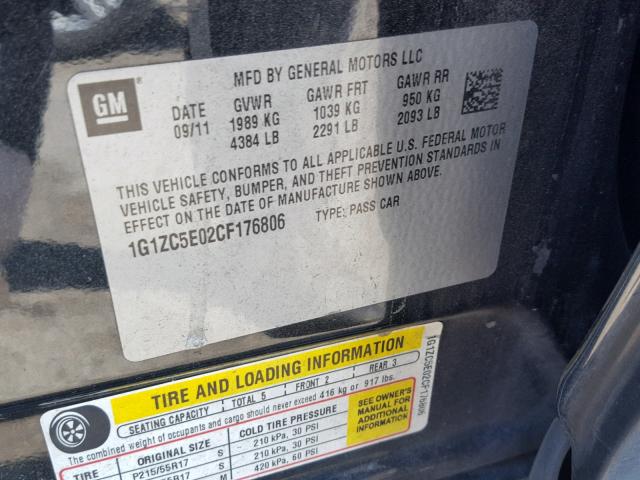 GM
MFD BY GENERAL MOTORS LLC
DATE GVWR GAWR FRT GAWR RR
09/11 1989 KG 1039 KG 950 KG
4384 LB 2291 LB 2093 LB
THIS VEHICLE CONFORMS TO ALL APPLICABLE U.S. FEDERAL MOTOR
VEHICLE SAFETY, BUMPER, AND THEFT PREVENTION STANDARDS IN
EFFECT ON THE DATE OF MANUFACTURE SHOWN ABOVE.
1G1ZC5E02CF176806 TYPE: PASS CAR
TIRE AND LOADING INFORMATION
SEATING CAPACITY TOTAL 5 FRONT 2 REAR 3
The combined weight of occupants and cargo should never exceed 416 kg or 917 lbs.
TIRE ORIGINAL SIZE COLD TIRE PRESSURE
P215/55R17 S 210 kPa, 30 PSI
S 210 kPa, 30 PSI
M 420 kPa, 60 PSI
SEE OWNER'S
MANUAL FOR
ADDITIONAL
INFORMATION
1G1ZC5E02CF176806